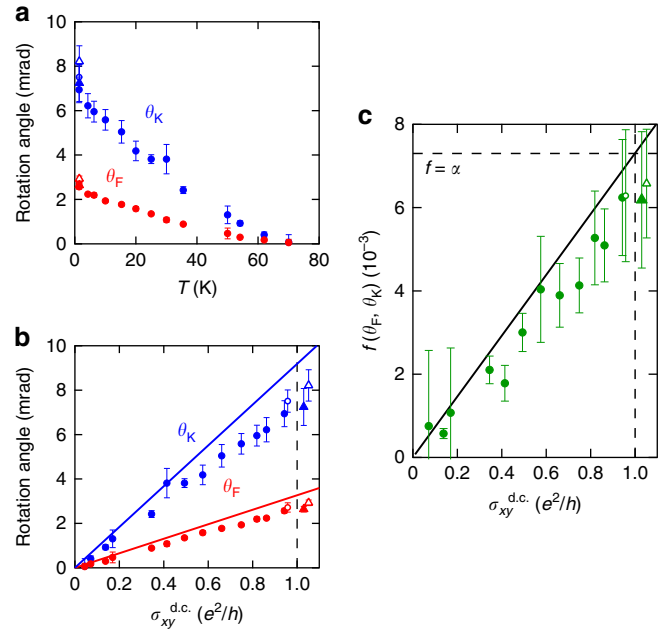 a
10
8
6
4
2
0
Rotation angle (mrad)
θK
θF
0 20 40 60 80
T (K)
b
10
8
6
4
2
0
Rotation angle (mrad)
θK
θF
0 0.2 0.4 0.6 0.8 1.0
σxy^d.c. (e²/h)
c
8
6
4
2
0
f (θF, θK) (10⁻³)
f = α
0 0.2 0.4 0.6 0.8 1.0
σxy^d.c. (e²/h)